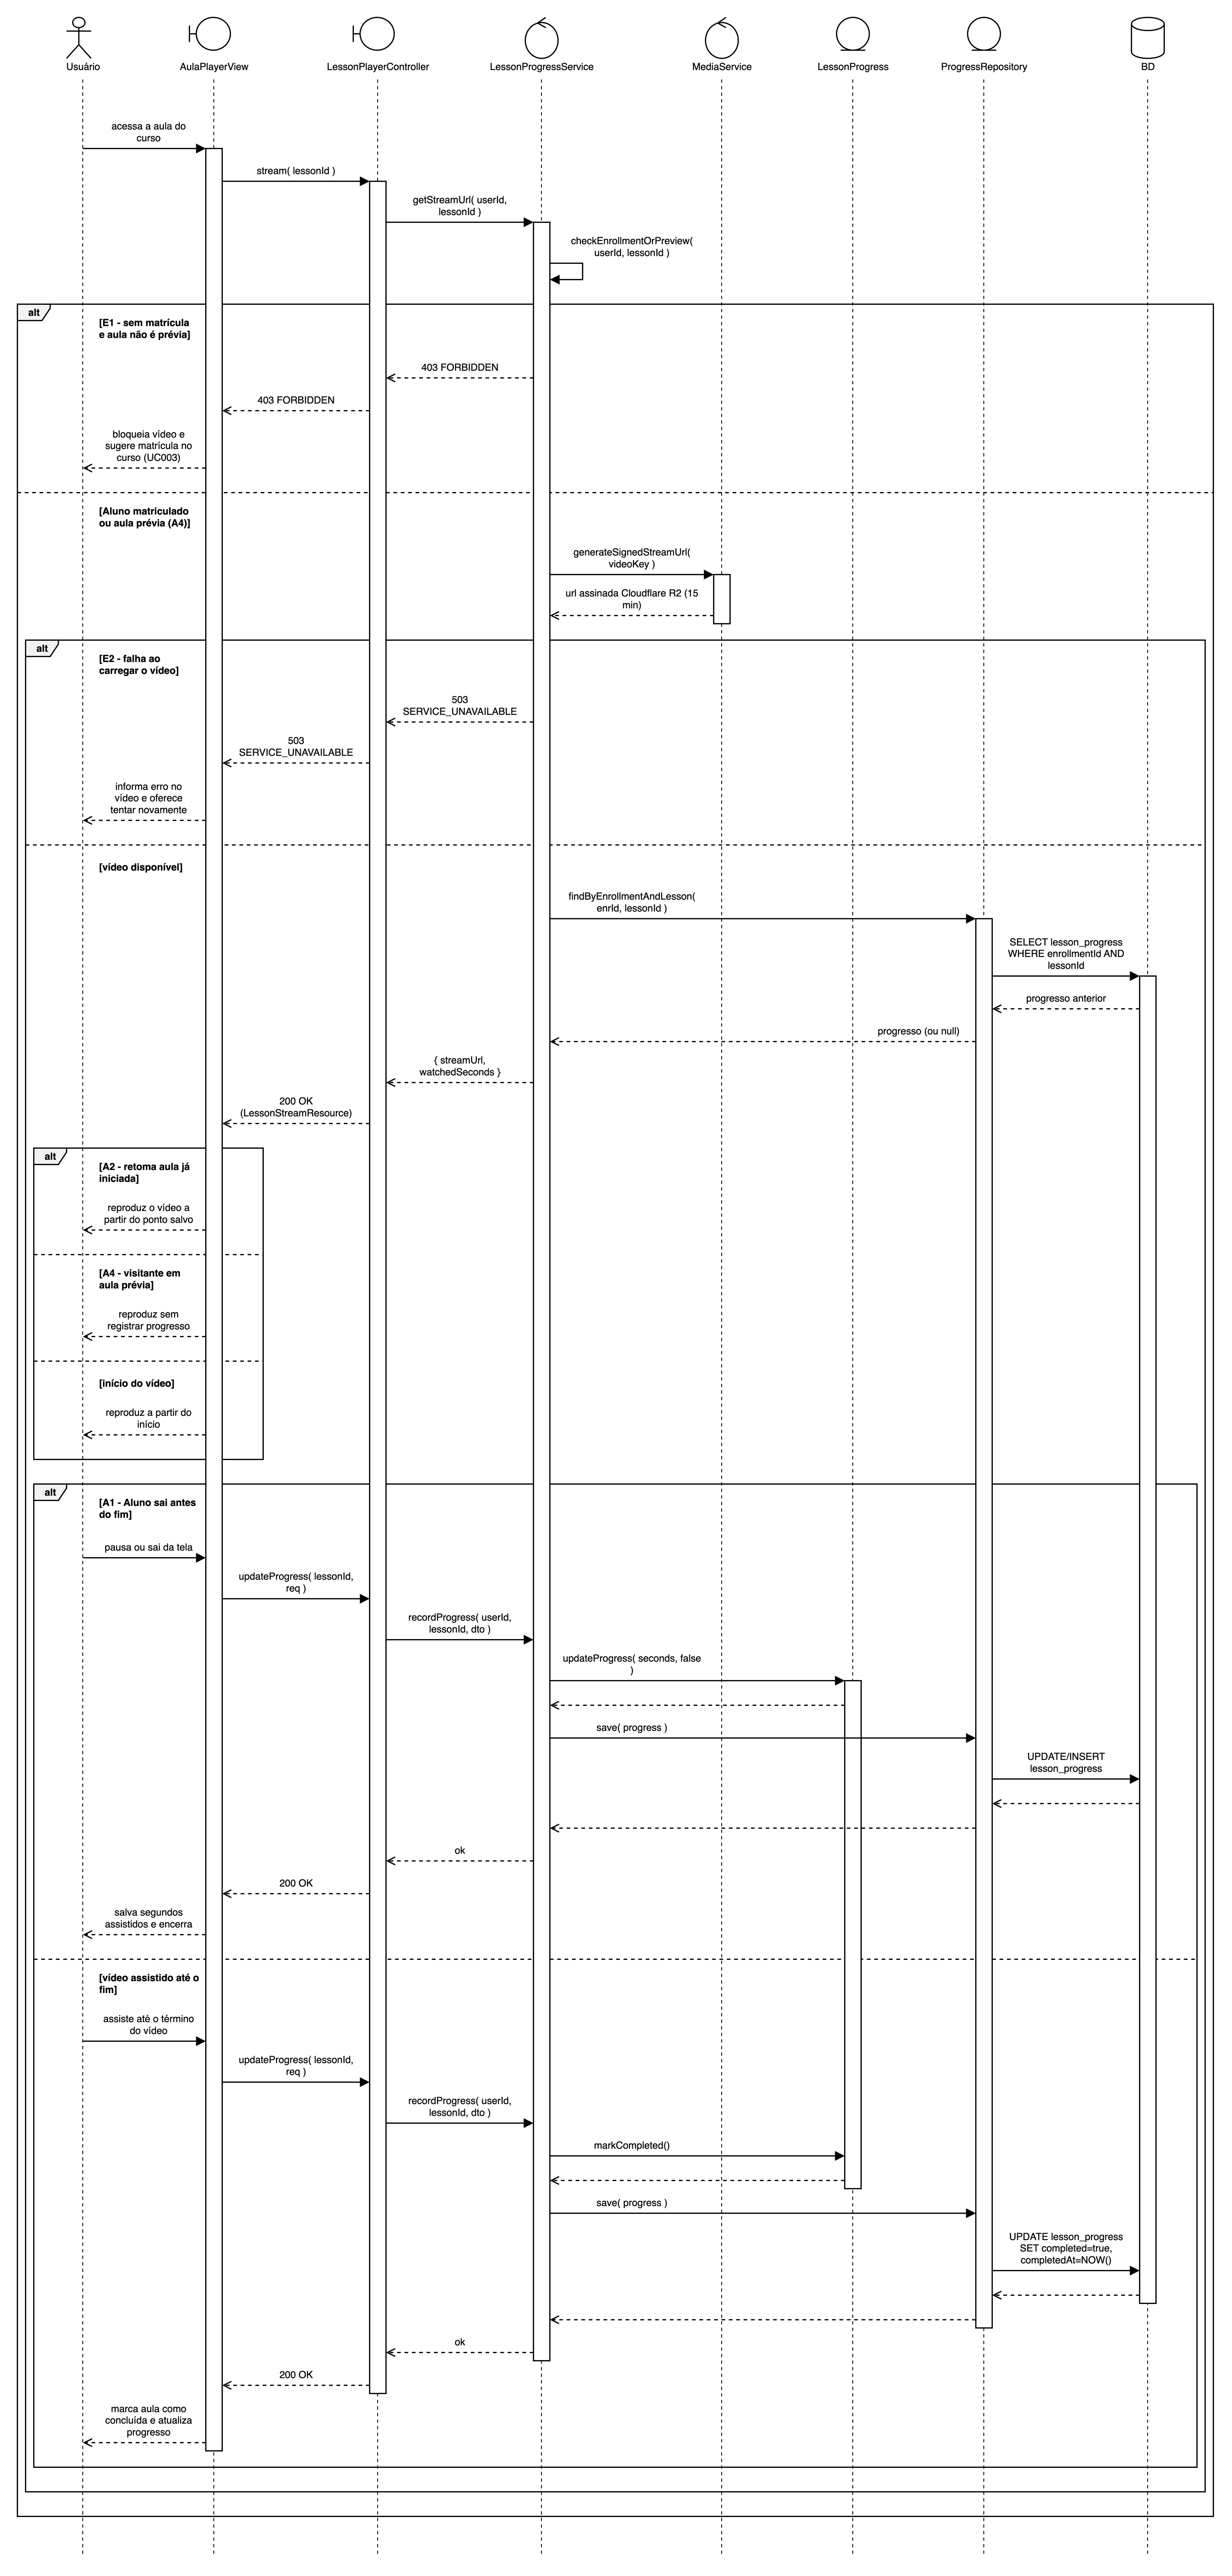 Usuário
AulaPlayerView
LessonPlayerController
LessonProgressService
MediaService
LessonProgress
ProgressRepository
BD
acessa a aula do
curso
stream( lessonId )
getStreamUrl( userId,
lessonId )
checkEnrollmentOrPreview(
userId, lessonId )
alt
[E1 - sem matrícula
e aula não é prévia]
403 FORBIDDEN
403 FORBIDDEN
bloqueia vídeo e
sugere matrícula no
curso (UC003)
[Aluno matriculado
ou aula prévia (A4)]
generateSignedStreamUrl(
videoKey )
url assinada Cloudflare R2 (15
min)
alt
[E2 - falha ao
carregar o vídeo]
503
SERVICE_UNAVAILABLE
503
SERVICE_UNAVAILABLE
informa erro no
vídeo e oferece
tentar novamente
[vídeo disponível]
findByEnrollmentAndLesson(
enrId, lessonId )
SELECT lesson_progress
WHERE enrollmentId AND
lessonId
progresso anterior
progresso (ou null)
{ streamUrl,
watchedSeconds }
200 OK
(LessonStreamResource)
alt
[A2 - retoma aula já
iniciada]
reproduz o vídeo a
partir do ponto salvo
[A4 - visitante em
aula prévia]
reproduz sem
registrar progresso
[início do vídeo]
reproduz a partir do
início
alt
[A1 - Aluno sai antes
do fim]
pausa ou sai da tela
updateProgress( lessonId,
req )
recordProgress( userId,
lessonId, dto )
updateProgress( seconds, false
)
save( progress )
UPDATE/INSERT
lesson_progress
ok
200 OK
salva segundos
assistidos e encerra
[vídeo assistido até o
fim]
assiste até o término
do vídeo
updateProgress( lessonId,
req )
recordProgress( userId,
lessonId, dto )
markCompleted()
save( progress )
UPDATE lesson_progress
SET completed=true,
completedAt=NOW()
ok
200 OK
marca aula como
concluída e atualiza
progresso